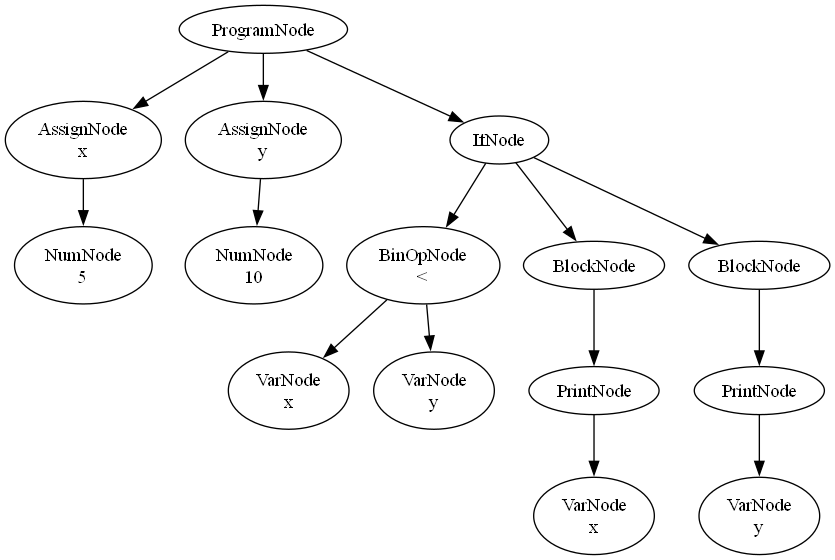 ProgramNode
AssignNode
x
AssignNode
y
IfNode
NumNode
5
NumNode
10
BinOpNode
<
BlockNode
BlockNode
VarNode
x
VarNode
y
PrintNode
PrintNode
VarNode
x
VarNode
y